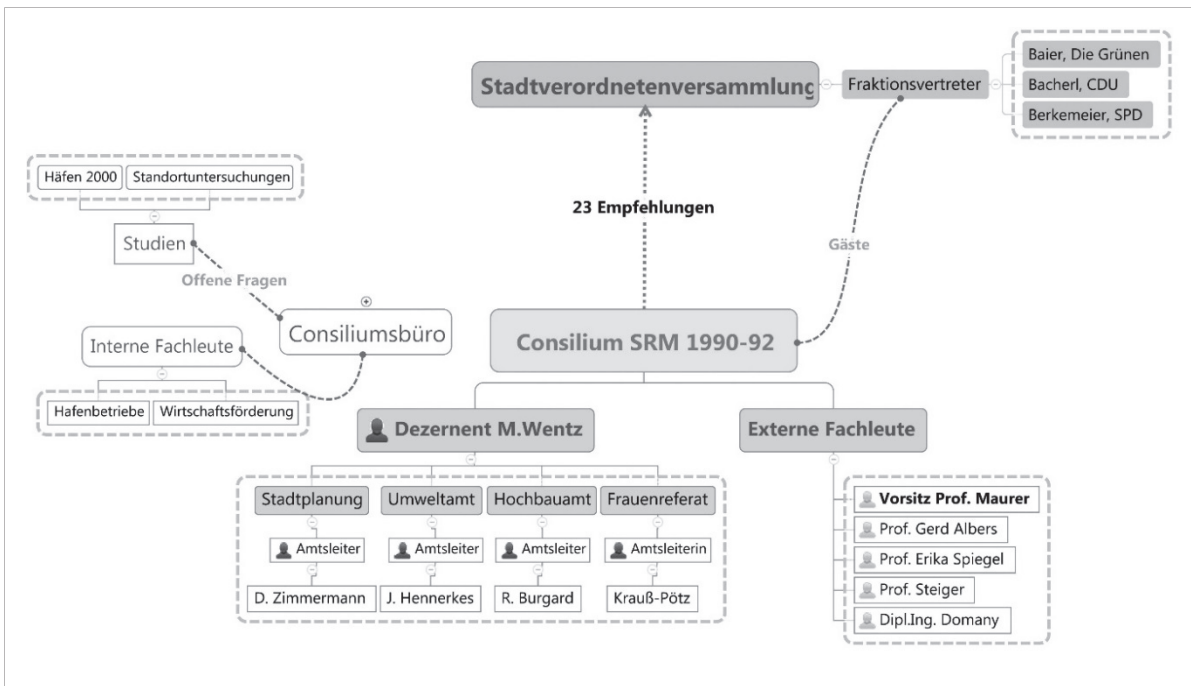 Stadtverordnetenversammlung
Fraktionsvertreter
Baier, Die Grünen
Bacherl, CDU
Berkemeier, SPD
Häfen 2000
Standortuntersuchungen
Studien
23 Empfehlungen
Gäste
Offene Fragen
Consiliumsbüro
Interne Fachleute
Hafenbetriebe
Wirtschaftsförderung
Consilium SRM 1990-92
Dezernent M.Wentz
Externe Fachleute
Stadtplanung
Umweltamt
Hochbauamt
Frauenreferat
Amtsleiter
Amtsleiter
Amtsleiter
Amtsleiterin
D. Zimmermann
J. Hennerkes
R. Burgard
Krauß-Pötz
Vorsitz Prof. Maurer
Prof. Gerd Albers
Prof. Erika Spiegel
Prof. Steiger
Dipl.Ing. Domany